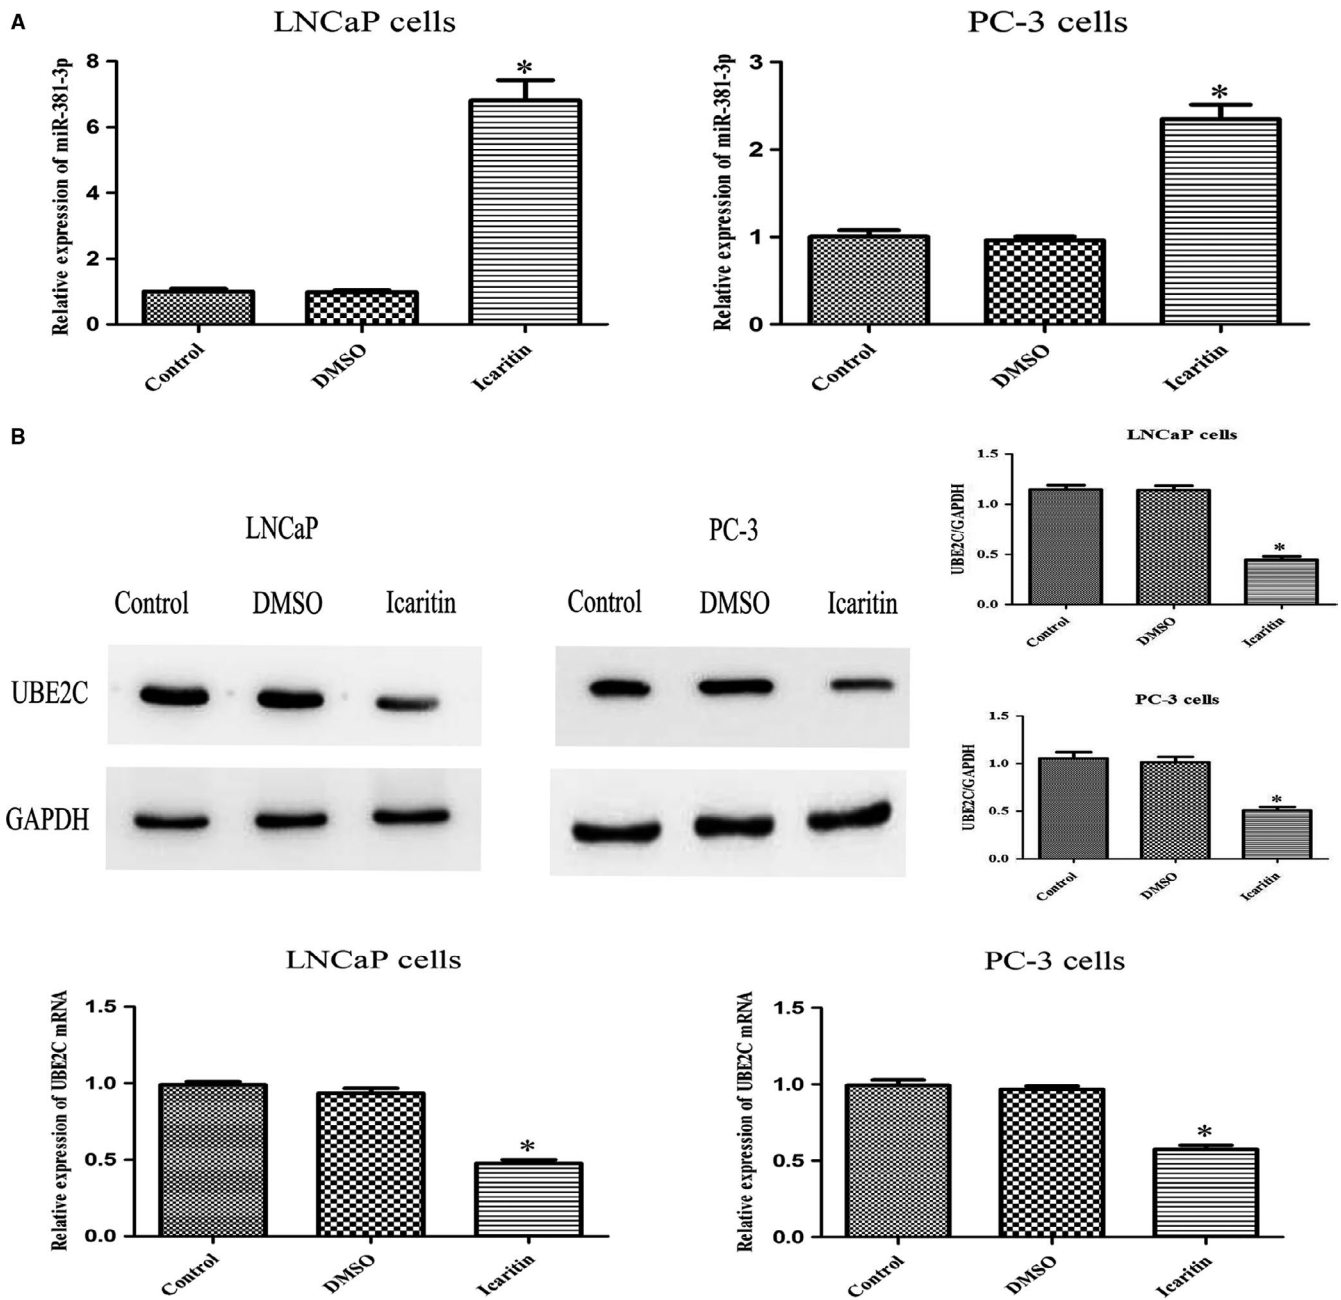 A
LNCaP cells
Relative expression of miR-381-3p
8
6
4
2
0
*
Control
DMSO
Icaritin
PC-3 cells
Relative expression of miR-381-3p
3
2
1
0
*
Control
DMSO
Icaritin
B
LNCaP
Control DMSO Icaritin
PC-3
Control DMSO Icaritin
UBE2C
GAPDH
LNCaP cells
UBE2C/GAPDH
1.5
1.0
0.5
0.0
*
Control
DMSO
Icaritin
PC-3 cells
UBE2C/GAPDH
1.5
1.0
0.5
0.0
*
Control
DMSO
Icaritin
LNCaP cells
Relative expression of UBE2C mRNA
1.5
1.0
0.5
0.0
*
Control
DMSO
Icaritin
PC-3 cells
Relative expression of UBE2C mRNA
1.5
1.0
0.5
0.0
*
Control
DMSO
Icaritin